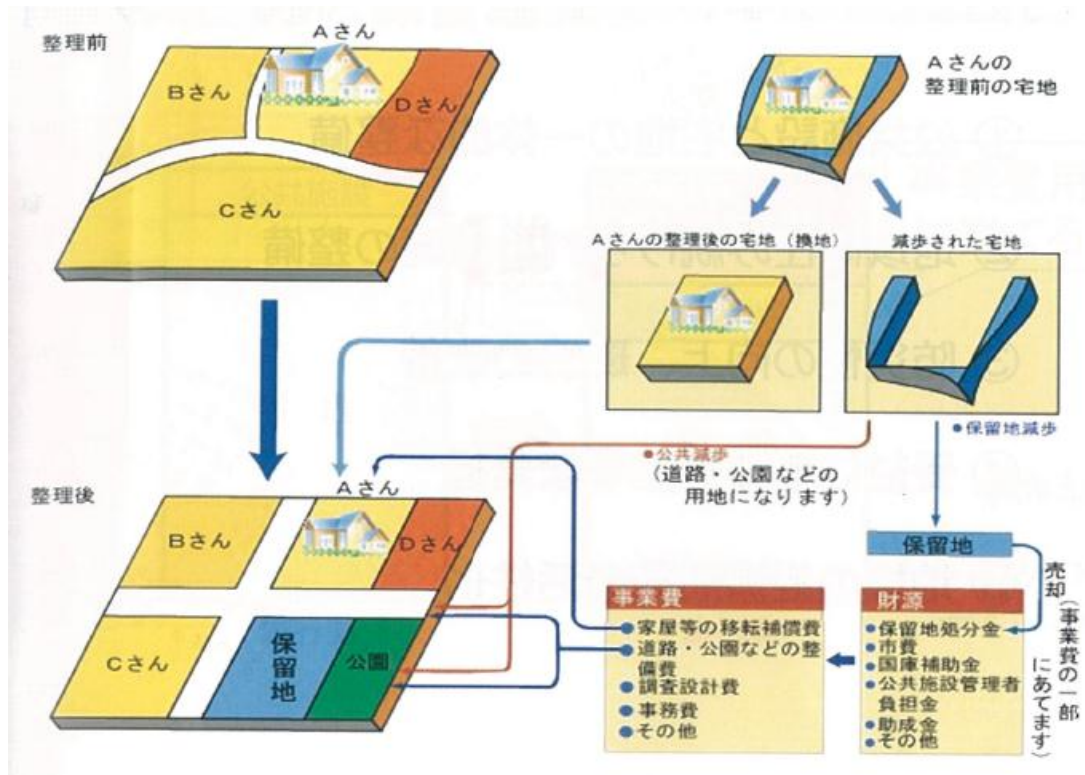 整理前
Aさん
Bさん
Dさん
Cさん
Aさんの
整理前の宅地
Aさんの整理後の宅地（換地）
減歩された宅地
●保留地減歩
●公共減歩
（道路・公園などの
用地になります）
整理後
Aさん
Bさん
Dさん
Cさん
保留地
公園
保留地
売却（事業費の一部
にあてます）
事業費
●家屋等の移転補償費
●道路・公園などの整
備費
●調査設計費
●事務費
●その他
財源
●保留地処分金
●市費
●国庫補助金
●公共施設管理者
負担金
●助成金
●その他